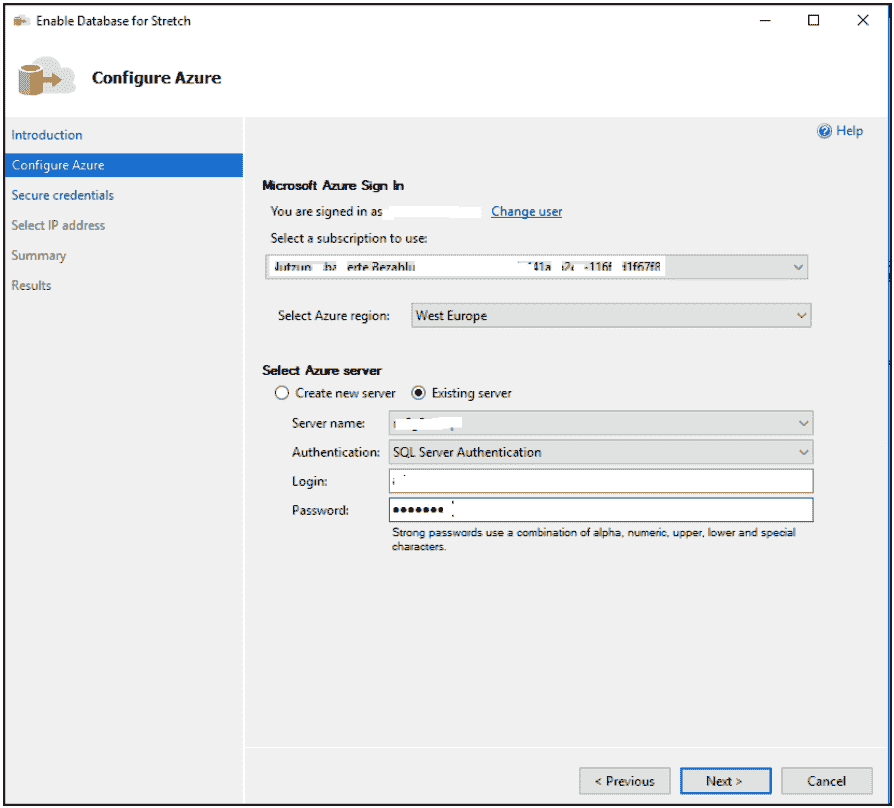 Enable Database for Stretch
Configure Azure
Introduction
Configure Azure
Secure credentials
Select IP address
Summary
Results
Help
Microsoft Azure Sign In
You are signed in as Change user
Select a subscription to use:
Select Azure region: West Europe
Select Azure server
Create new server Existing server
Server name:
Authentication: SQL Server Authentication
Login:
Password:
Strong passwords use a combination of alpha, numeric, upper, lower and special
characters.
< Previous Next > Cancel